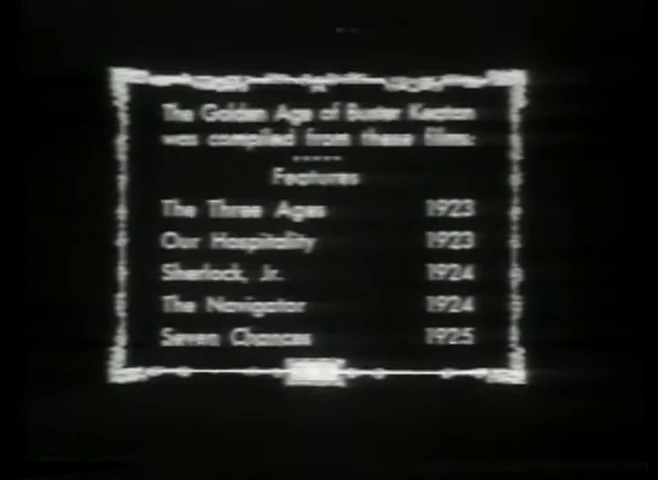 The Golden Age of Buster Keaton
was compiled from these films:
-----
Features
The Three Ages 1923
Our Hospitality 1923
Sherlock, Jr. 1924
The Navigator 1924
Seven Chances 1925